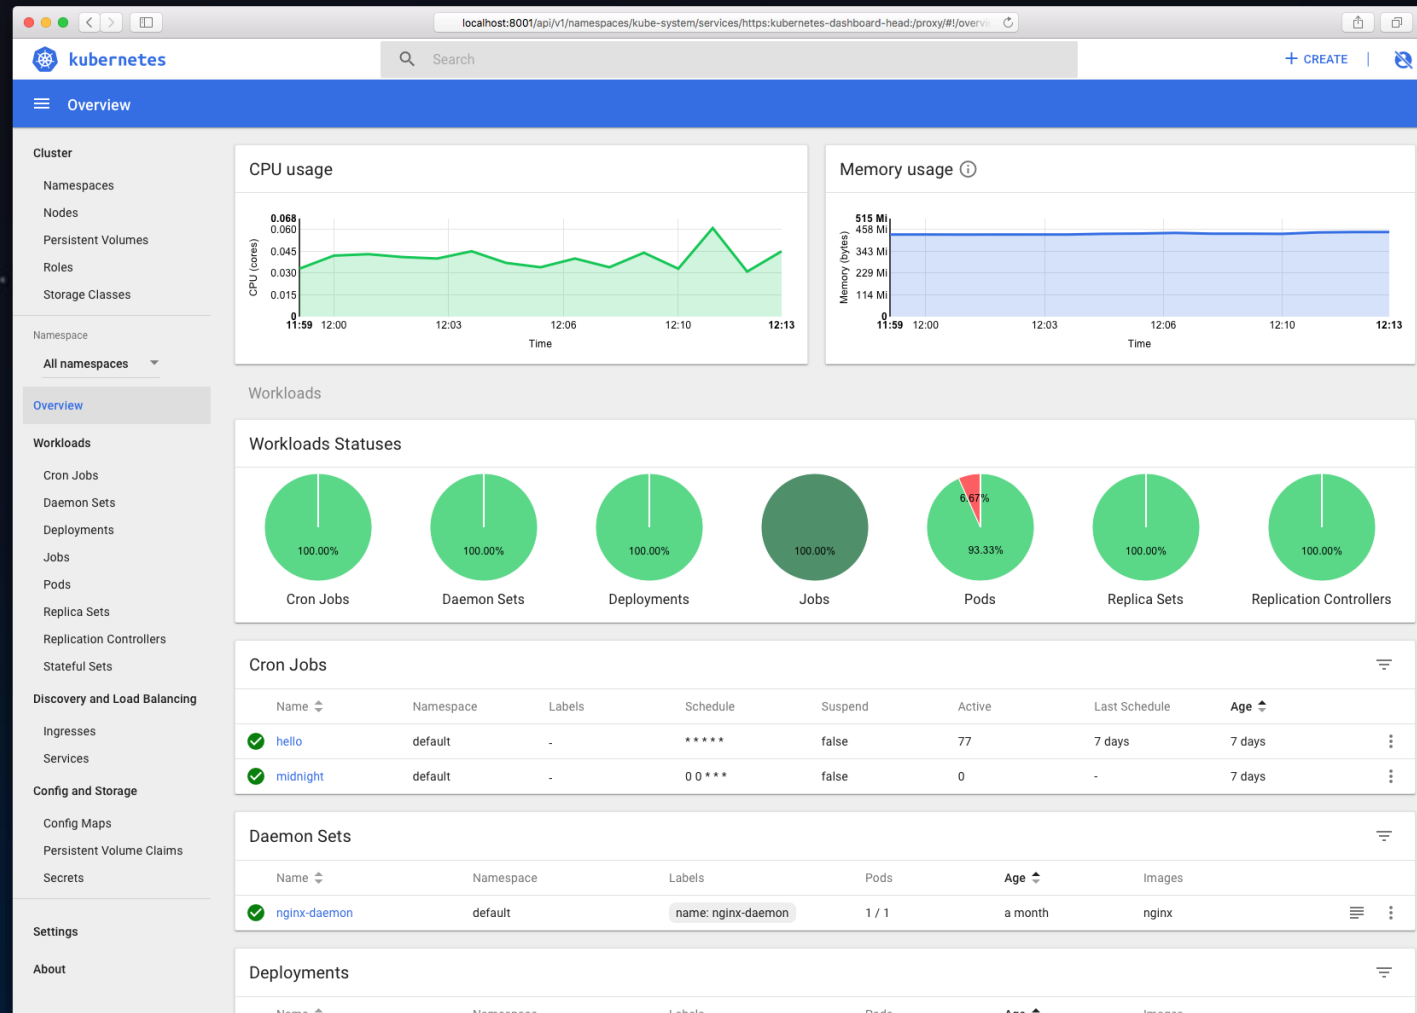 localhost:8001/api/v1/namespaces/kube-system/services/https:kubernetes-dashboard-head:/proxy/#!/overvi
kubernetes
Search
+ CREATE
Overview
Cluster
Namespaces
Nodes
Persistent Volumes
Roles
Storage Classes
Namespace
All namespaces
Overview
Workloads
Cron Jobs
Daemon Sets
Deployments
Jobs
Pods
Replica Sets
Replication Controllers
Stateful Sets
Discovery and Load Balancing
Ingresses
Services
Config and Storage
Config Maps
Persistent Volume Claims
Secrets
Settings
About
CPU usage
CPU (cores)
0.068
0.060
0.045
0.030
0.015
0
11:59 12:00 12:03 12:06 12:10 12:13
Time
Memory usage
Memory (bytes)
515 Mi
458 Mi
343 Mi
229 Mi
114 Mi
0
11:59 12:00 12:03 12:06 12:10 12:13
Time
Workloads
Workloads Statuses
6.67%
100.00% 100.00% 100.00% 100.00% 93.33% 100.00% 100.00%
Cron Jobs Daemon Sets Deployments Jobs Pods Replica Sets Replication Controllers
Cron Jobs
Name Namespace Labels Schedule Suspend Active Last Schedule Age
hello default - * * * * * false 77 7 days 7 days
midnight default - 0 0 * * * false 0 - 7 days
Daemon Sets
Name Namespace Labels Pods Age Images
nginx-daemon default name: nginx-daemon 1 / 1 a month nginx
Deployments
Name Namespace Labels Pods Age Images